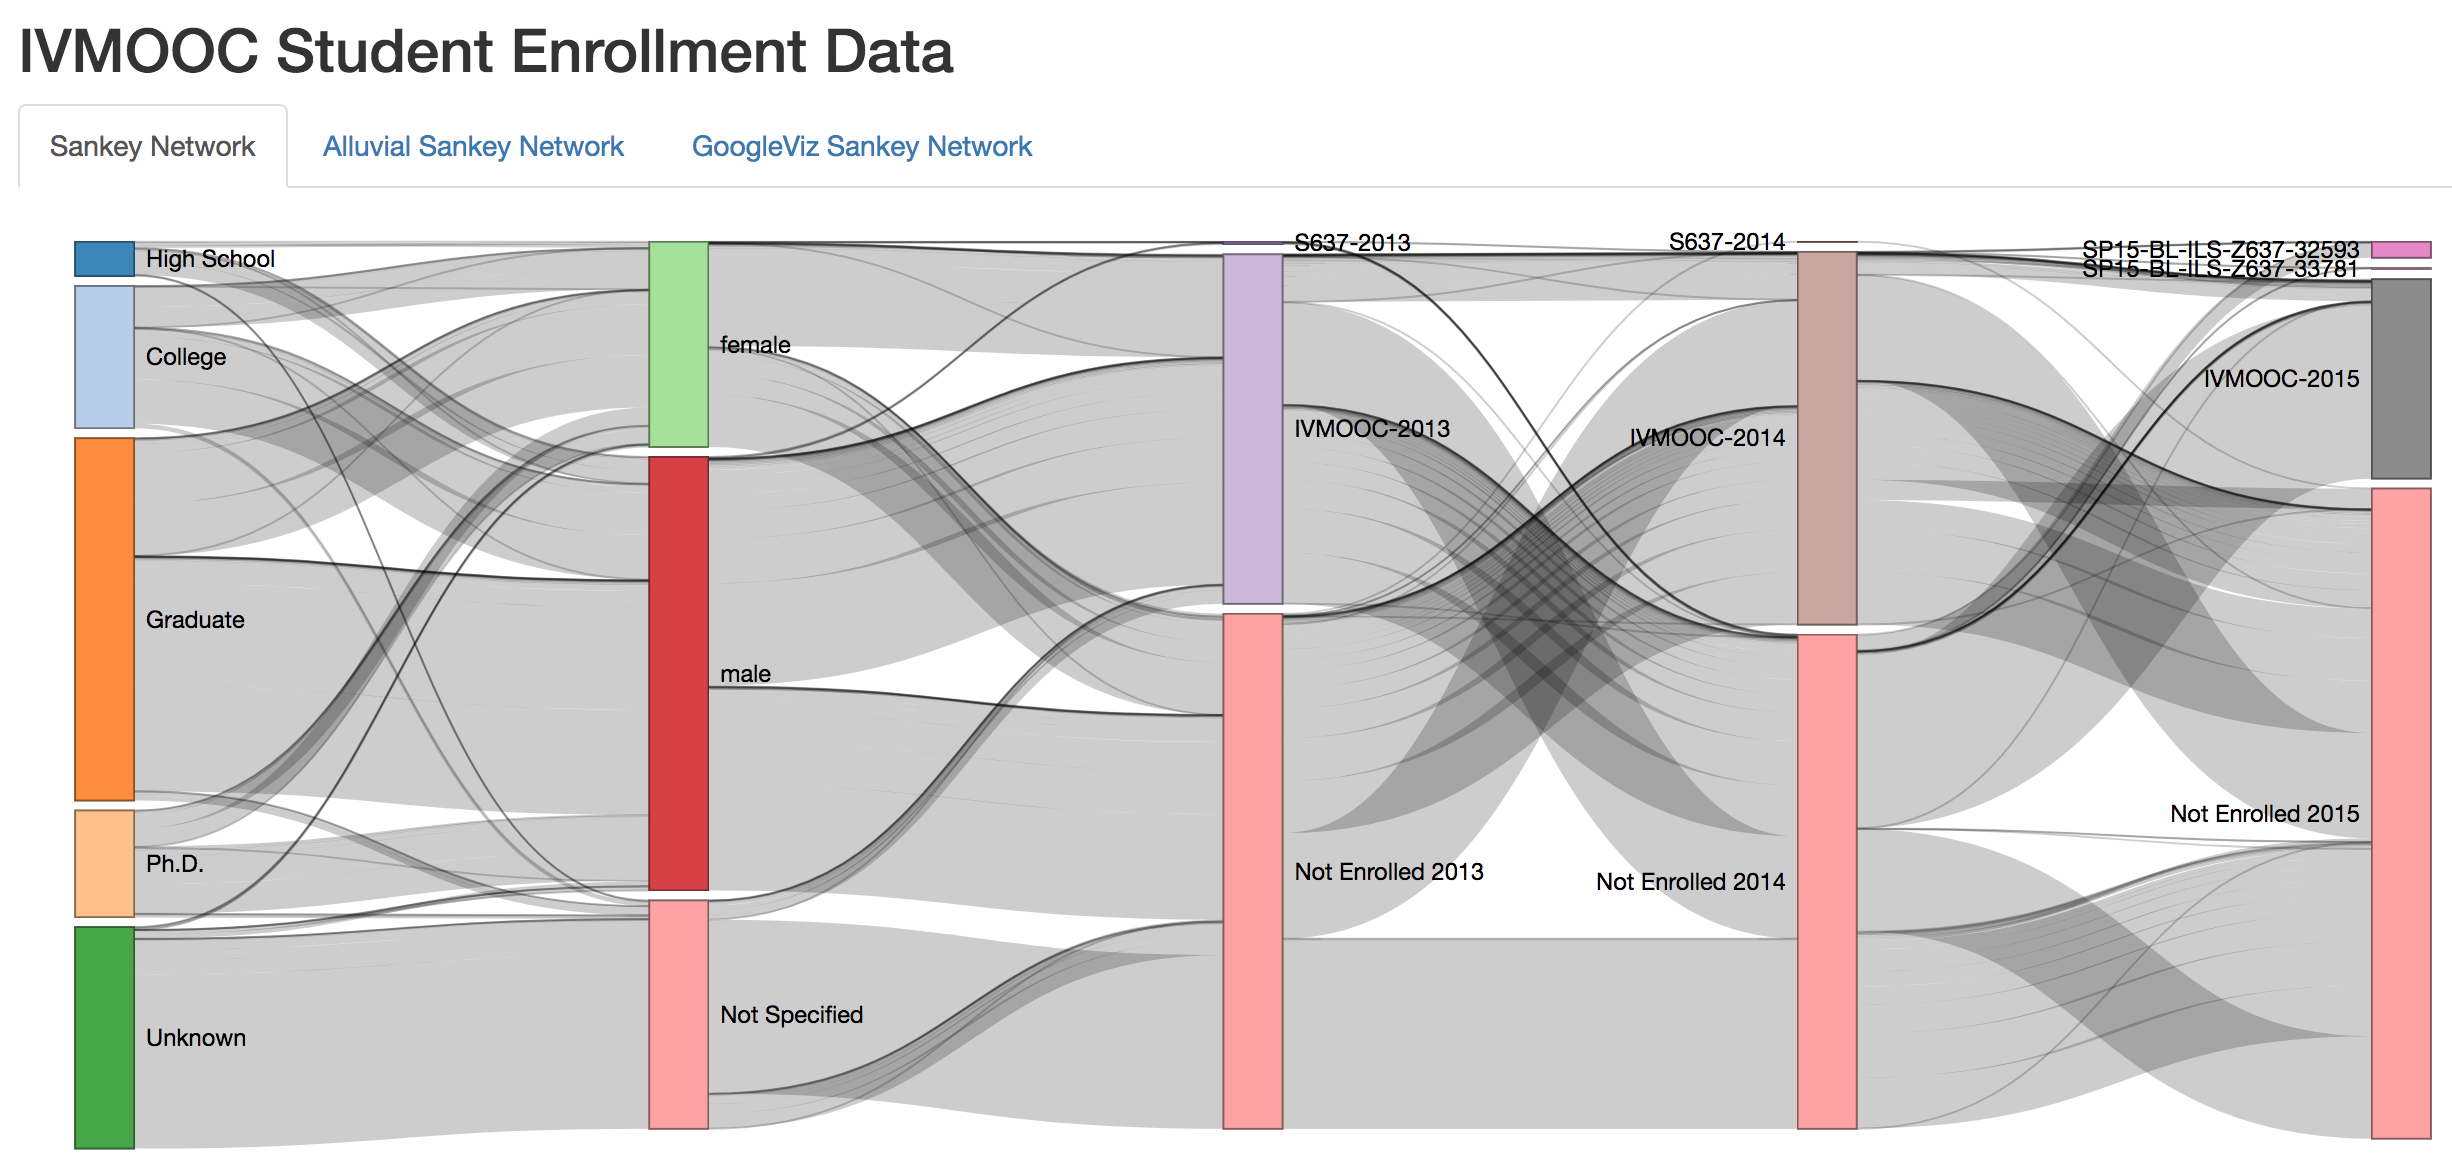 IVMOOC Student Enrollment Data
Sankey Network
Alluvial Sankey Network
GoogleViz Sankey Network
High School
College
Graduate
Ph.D.
Unknown
female
male
Not Specified
S637-2013
IVMOOC-2013
Not Enrolled 2013
S637-2014
IVMOOC-2014
Not Enrolled 2014
SP15-BL-ILS-Z637-32593
SP15-BL-ILS-Z637-33781
IVMOOC-2015
Not Enrolled 2015